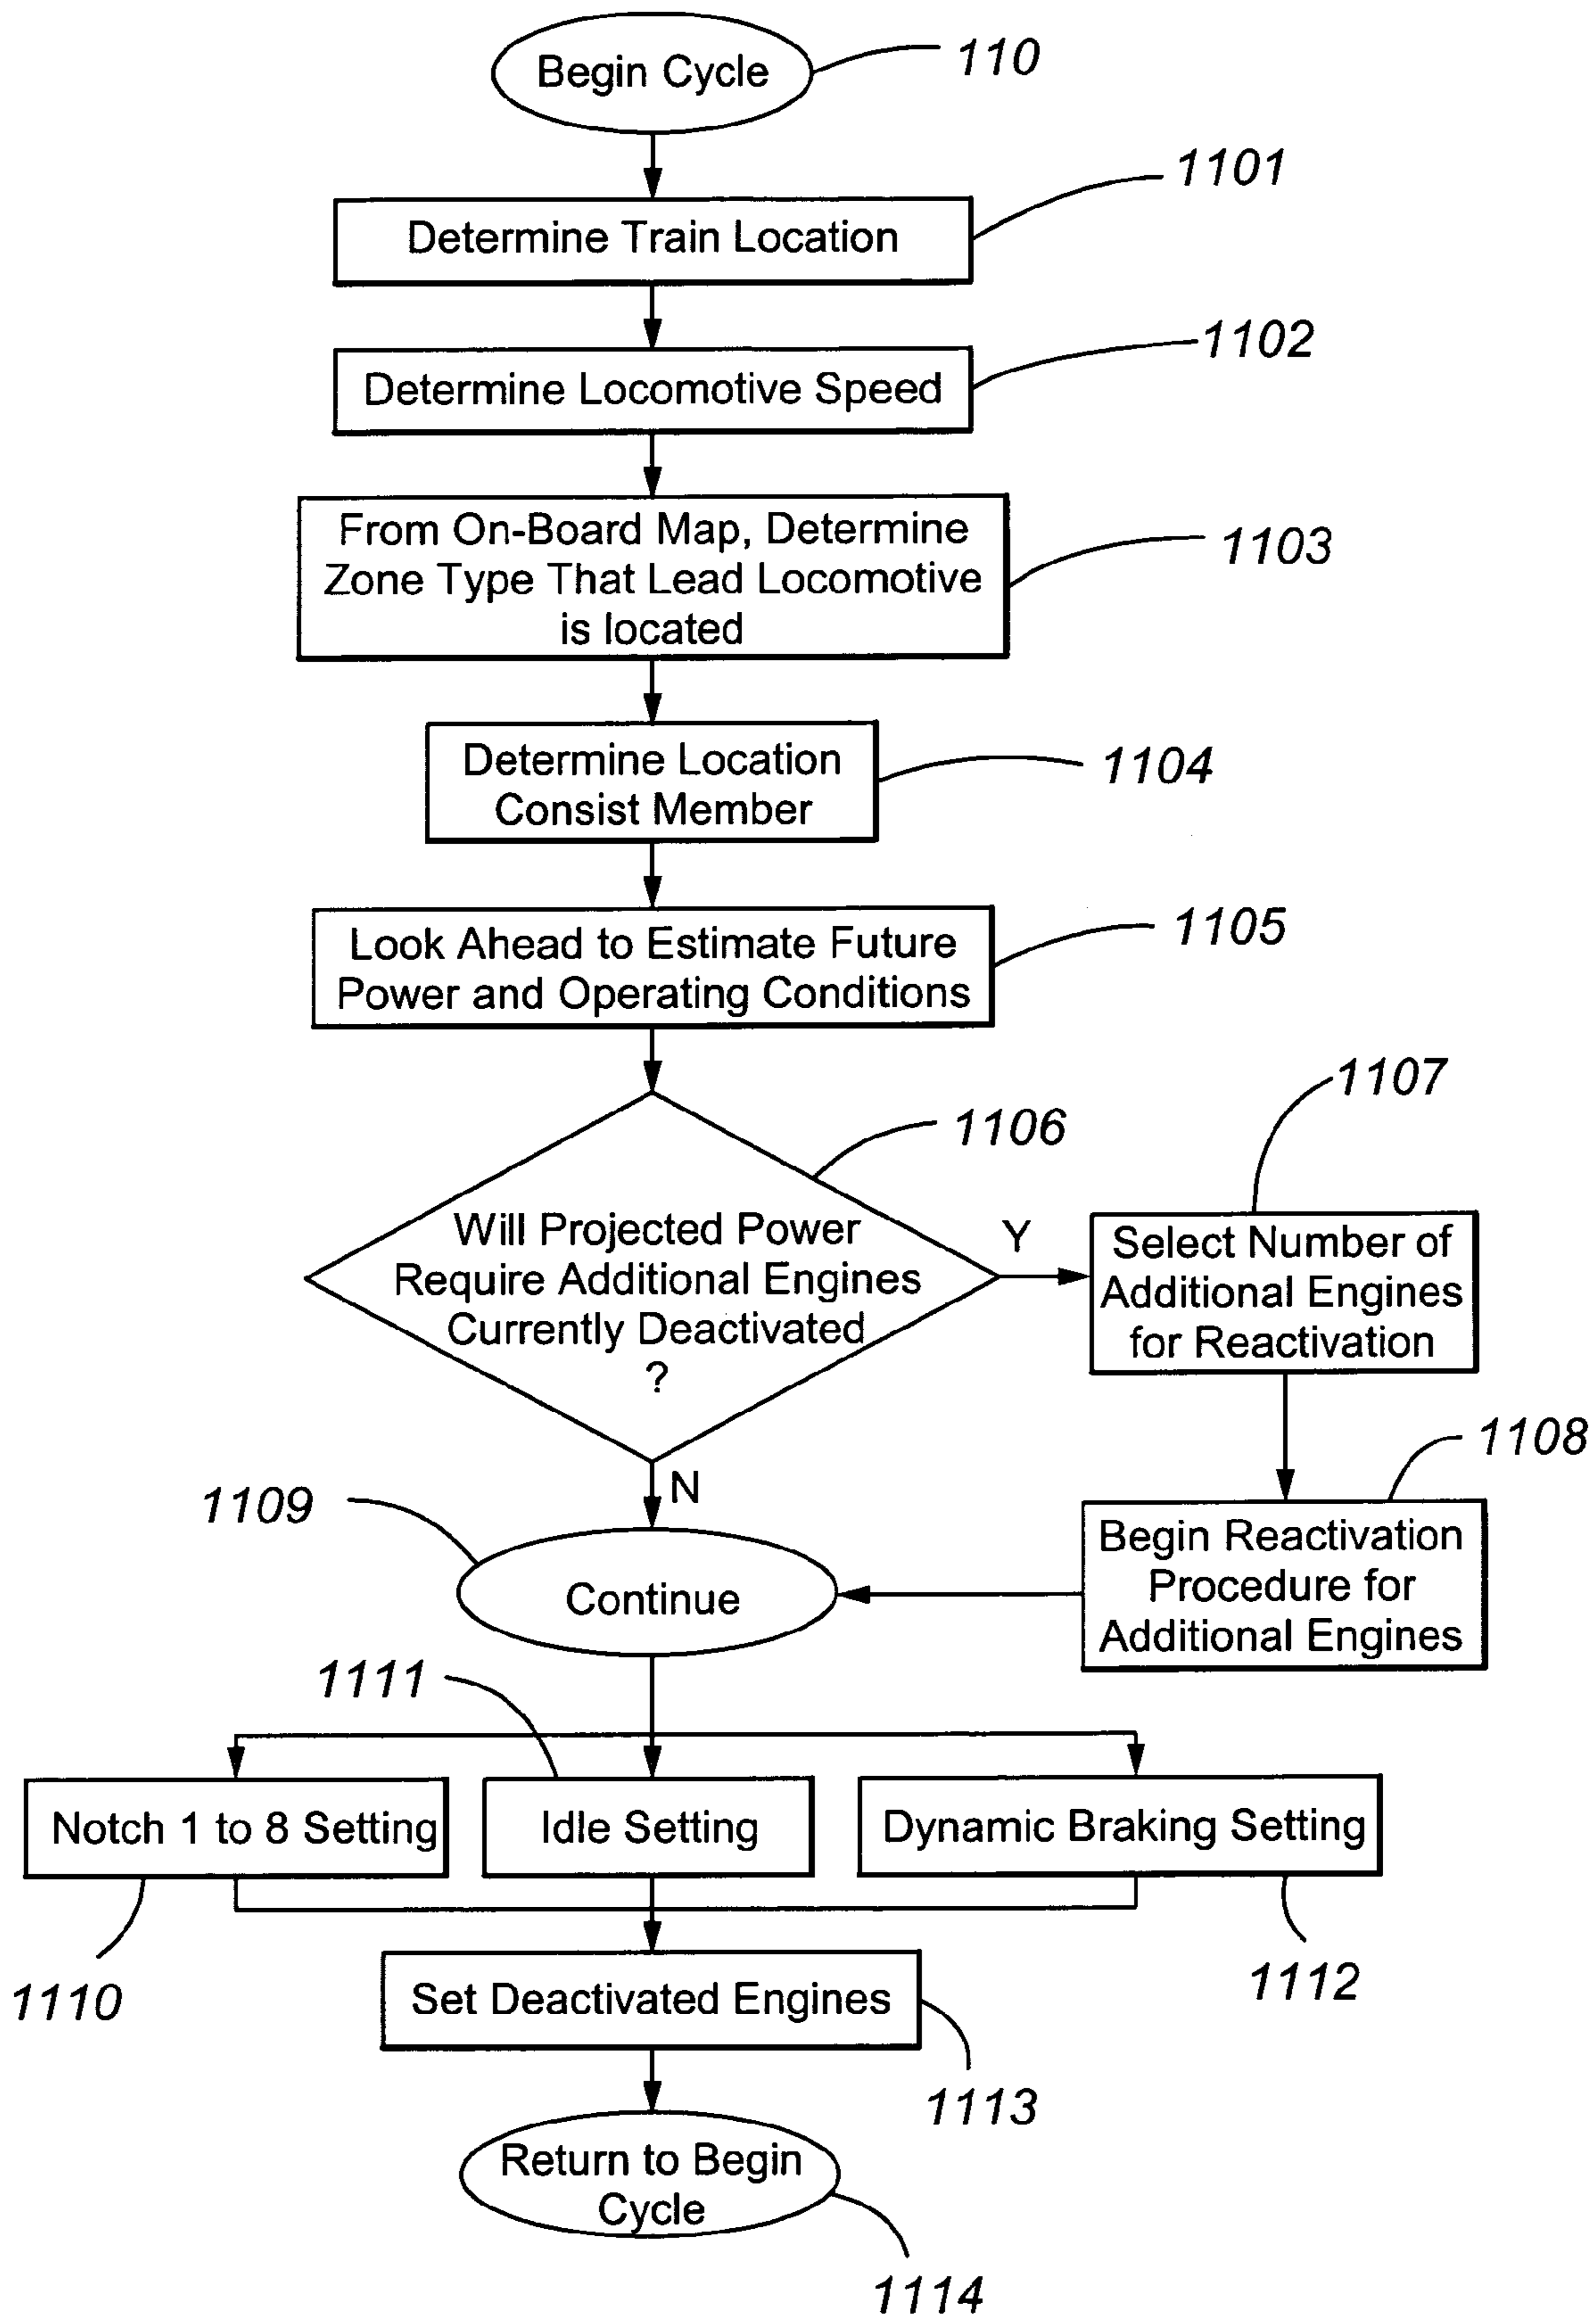 Begin Cycle
110
1101
Determine Train Location
1102
Determine Locomotive Speed
From On-Board Map, Determine
Zone Type That Lead Locomotive
is located
1103
Determine Location
Consist Member
1104
Look Ahead to Estimate Future
Power and Operating Conditions
1105
1106
Will Projected Power
Require Additional Engines
Currently Deactivated
?
Y
1107
Select Number of
Additional Engines
for Reactivation
N
1108
Begin Reactivation
Procedure for
Additional Engines
1109
Continue
1111
Notch 1 to 8 Setting
Idle Setting
Dynamic Braking Setting
1110
1112
Set Deactivated Engines
1113
Return to Begin
Cycle
1114